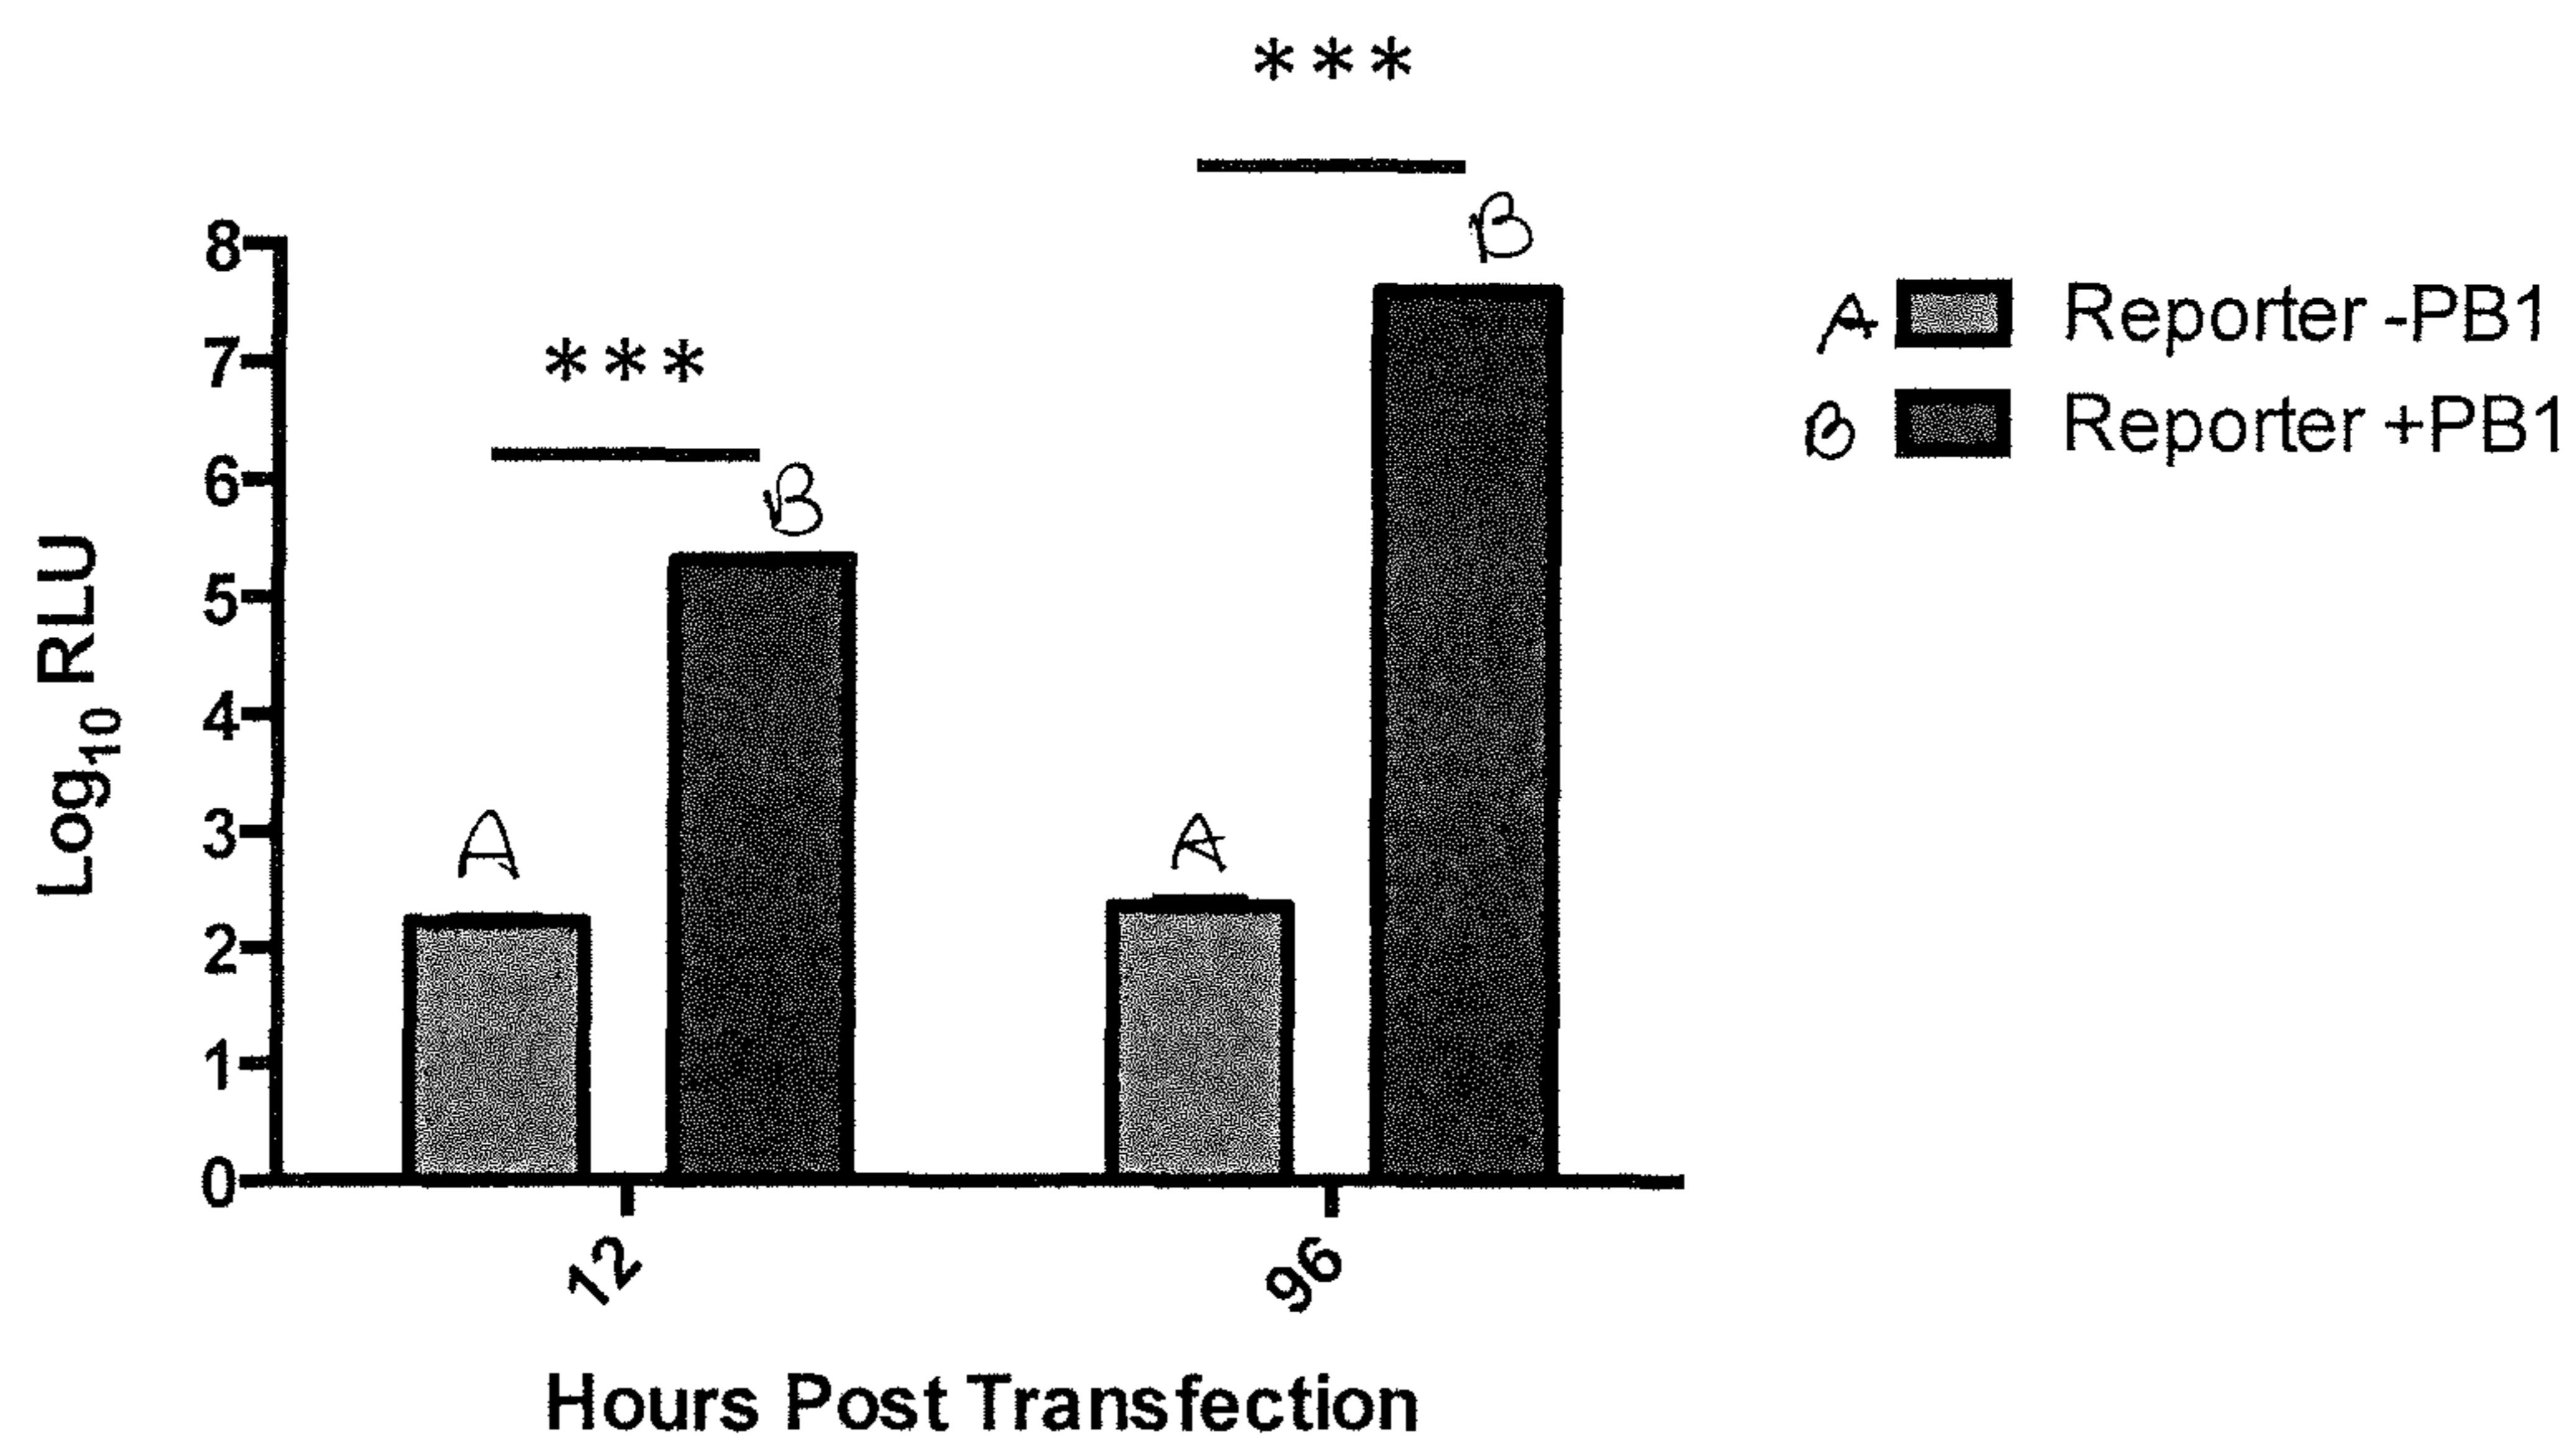 ***
***
B
8
A Reporter -PB1
7
***
B Reporter +PB1
6
B
5
4
3
A
A
2
1
0
Log10 RLU
12
96
Hours Post Transfection